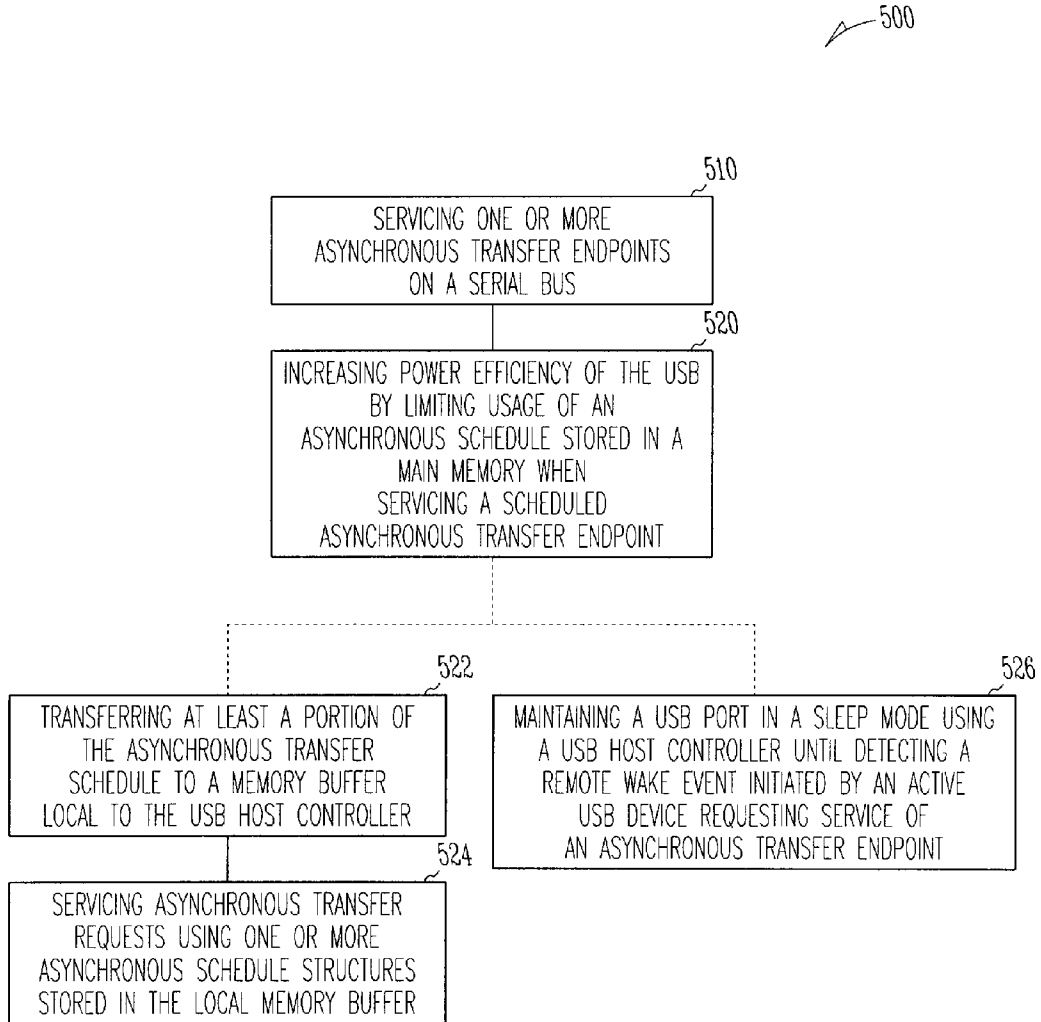 500
510
SERVICING ONE OR MORE
ASYNCHRONOUS TRANSFER ENDPOINTS
ON A SERIAL BUS
520
INCREASING POWER EFFICIENCY OF THE USB
BY LIMITING USAGE OF AN
ASYNCHRONOUS SCHEDULE STORED IN A
MAIN MEMORY WHEN
SERVICING A SCHEDULED
ASYNCHRONOUS TRANSFER ENDPOINT
522
TRANSFERRING AT LEAST A PORTION OF
THE ASYNCHRONOUS TRANSFER
SCHEDULE TO A MEMORY BUFFER
LOCAL TO THE USB HOST CONTROLLER
526
MAINTAINING A USB PORT IN A SLEEP MODE USING
A USB HOST CONTROLLER UNTIL DETECTING A
REMOTE WAKE EVENT INITIATED BY AN ACTIVE
USB DEVICE REQUESTING SERVICE OF
AN ASYNCHRONOUS TRANSFER ENDPOINT
524
SERVICING ASYNCHRONOUS TRANSFER
REQUESTS USING ONE OR MORE
ASYNCHRONOUS SCHEDULE STRUCTURES
STORED IN THE LOCAL MEMORY BUFFER